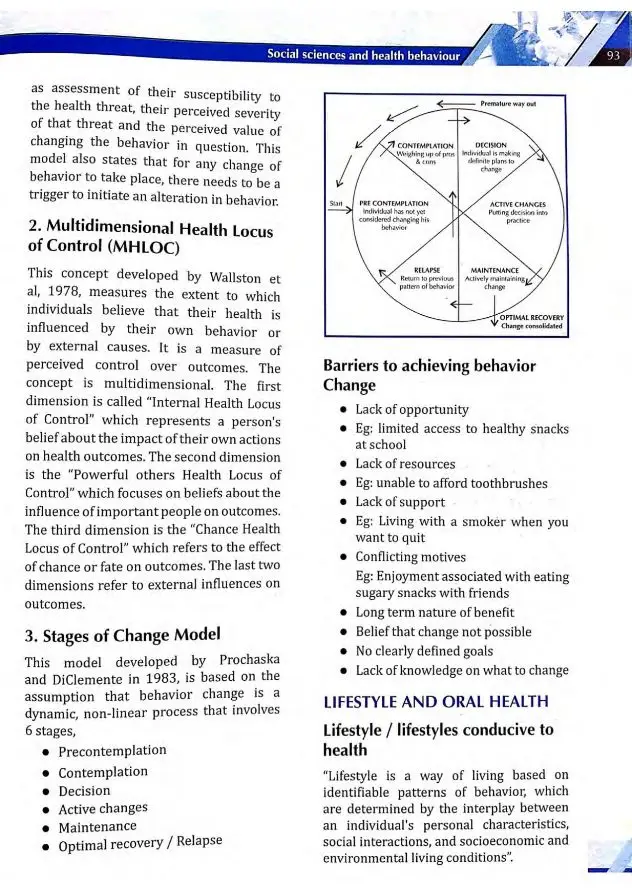 Social sciences and health behaviour
93
as assessment of their susceptibility to
the health threat, their perceived severity
of that threat and the perceived value of
changing the behavior in question. This
model also states that for any change of
behavior to take place, there needs to be a
trigger to initiate an alteration in behavior.
2. Multidimensional Health Locus
of Control (MHLOC)
This concept developed by Wallston et
al, 1978, measures the extent to which
individuals believe that their health is
influenced by their own behavior or
by external causes. It is a measure of
perceived control over outcomes. The
concept is multidimensional. The first
dimension is called "Internal Health Locus
of Control" which represents a person's
belief about the impact of their own actions
on health outcomes. The second dimension
is the "Powerful others Health Locus of
Control" which focuses on beliefs about the
influence of important people on outcomes.
The third dimension is the "Chance Health
Locus of Control" which refers to the effect
of chance or fate on outcomes. The last two
dimensions refer to external influences on
outcomes.
3. Stages of Change Model
This model developed by Prochaska
and DiClemente in 1983, is based on the
assumption that behavior change is a
dynamic, non-linear process that involves
6 stages,
● Precontemplation
● Contemplation
● Decision
● Active changes
● Maintenance
● Optimal recovery / Relapse
Premature way out
CONTEMPLATION
Weighing up of pros
& cons
DECISION
Individual is making
definite plans to
change
Start
PRE CONTEMPLATION
Individual has not yet
considered changing his
behavior
ACTIVE CHANGES
Putting decision into
practice
RELAPSE
Return to previous
pattern of behavior
MAINTENANCE
Actively maintaining
change
OPTIMAL RECOVERY
Change consolidated
Barriers to achieving behavior
Change
● Lack of opportunity
● Eg: limited access to healthy snacks
at school
● Lack of resources
● Eg: unable to afford toothbrushes
● Lack of support
● Eg: Living with a smoker when you
want to quit
● Conflicting motives
Eg: Enjoyment associated with eating
sugary snacks with friends
● Long term nature of benefit
● Belief that change not possible
● No clearly defined goals
● Lack of knowledge on what to change
LIFESTYLE AND ORAL HEALTH
Lifestyle / lifestyles conducive to
health
"Lifestyle is a way of living based on
identifiable patterns of behavior, which
are determined by the interplay between
an individual's personal characteristics,
social interactions, and socioeconomic and
environmental living conditions".